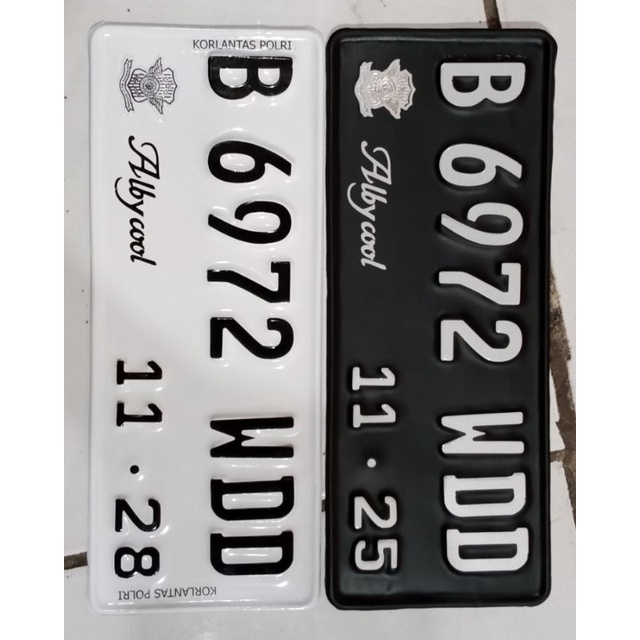 KORLANTAS POLRI
B 6972 WDD
Alby cool
11 • 28
KORLANTAS POLRI
B 6972 WDD
Alby cool
11 • 25